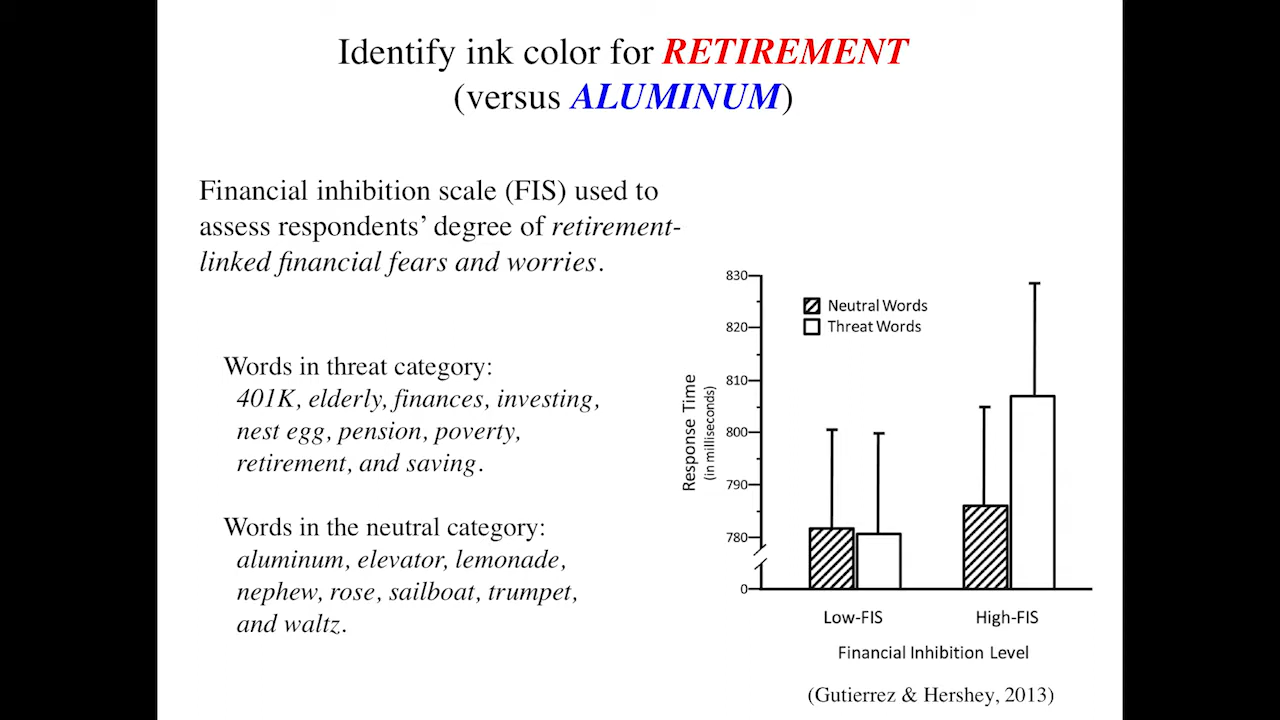 Identify ink color for RETIREMENT
(versus ALUMINUM)
Financial inhibition scale (FIS) used to
assess respondents’ degree of retirement-
linked financial fears and worries.
Words in threat category:
401K, elderly, finances, investing,
nest egg, pension, poverty,
retirement, and saving.
Words in the neutral category:
aluminum, elevator, lemonade,
nephew, rose, sailboat, trumpet,
and waltz.
830
820
810
800
790
780
0
Response Time
(in milliseconds)
Neutral Words
Threat Words
Low-FIS
High-FIS
Financial Inhibition Level
(Gutierrez & Hershey, 2013)